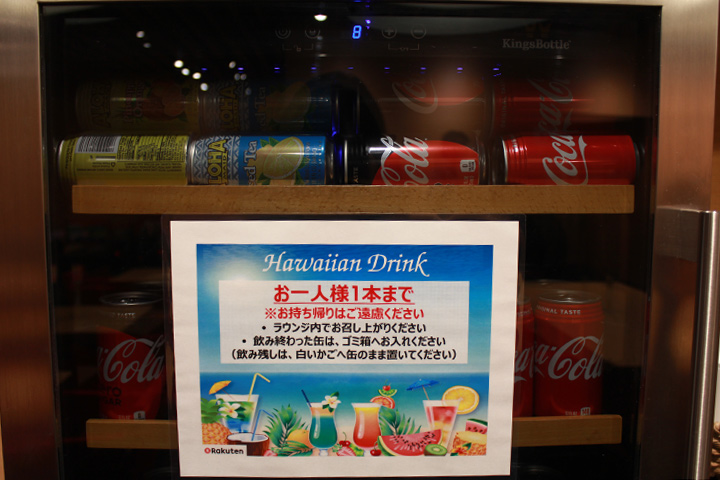 8
KingsBottle
ALOHA
Iced Tea
Cola
Coca
Hawaiian Drink
お一人様1本まで
※お持ち帰りはご遠慮ください
・ラウンジ内でお召し上がりください
・飲み終わった缶は、ゴミ箱へお入れください
(飲み残しは、白いかごへ缶のまま置いてください)
Rakuten
Coca-Cola
ORIGINAL TASTE
Coca-Cola